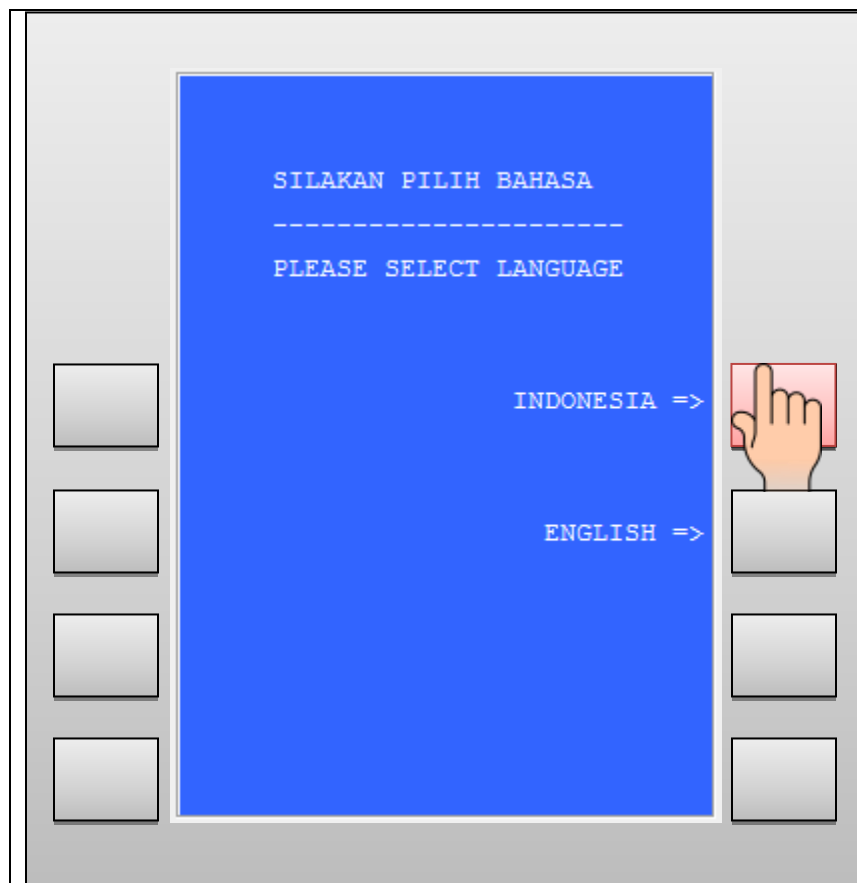 SILAKAN PILIH BAHASA
-----------------------
PLEASE SELECT LANGUAGE
INDONESIA =>
ENGLISH =>